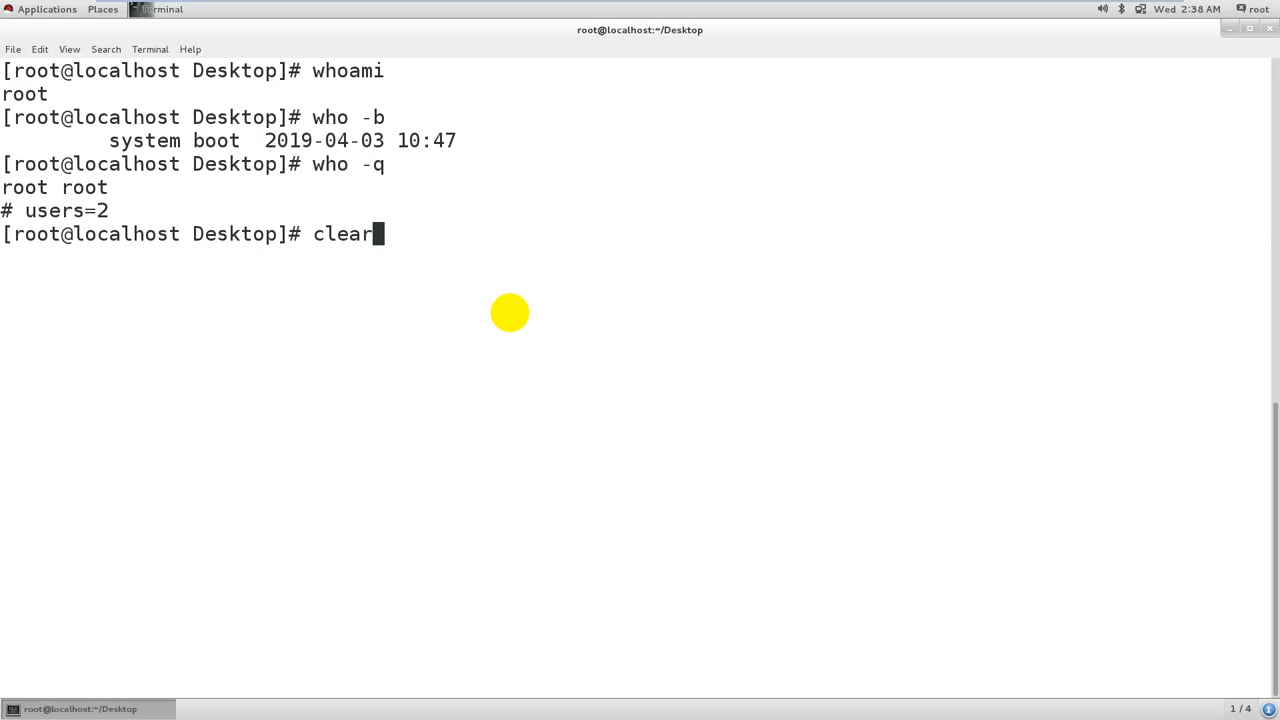 Applications Places Terminal Wed 2:38 AM root
root@localhost:~/Desktop
File Edit View Search Terminal Help
[root@localhost Desktop]# whoami
root
[root@localhost Desktop]# who -b
         system boot  2019-04-03 10:47
[root@localhost Desktop]# who -q
root root
# users=2
[root@localhost Desktop]# clear
root@localhost:~/Desktop 1 / 4